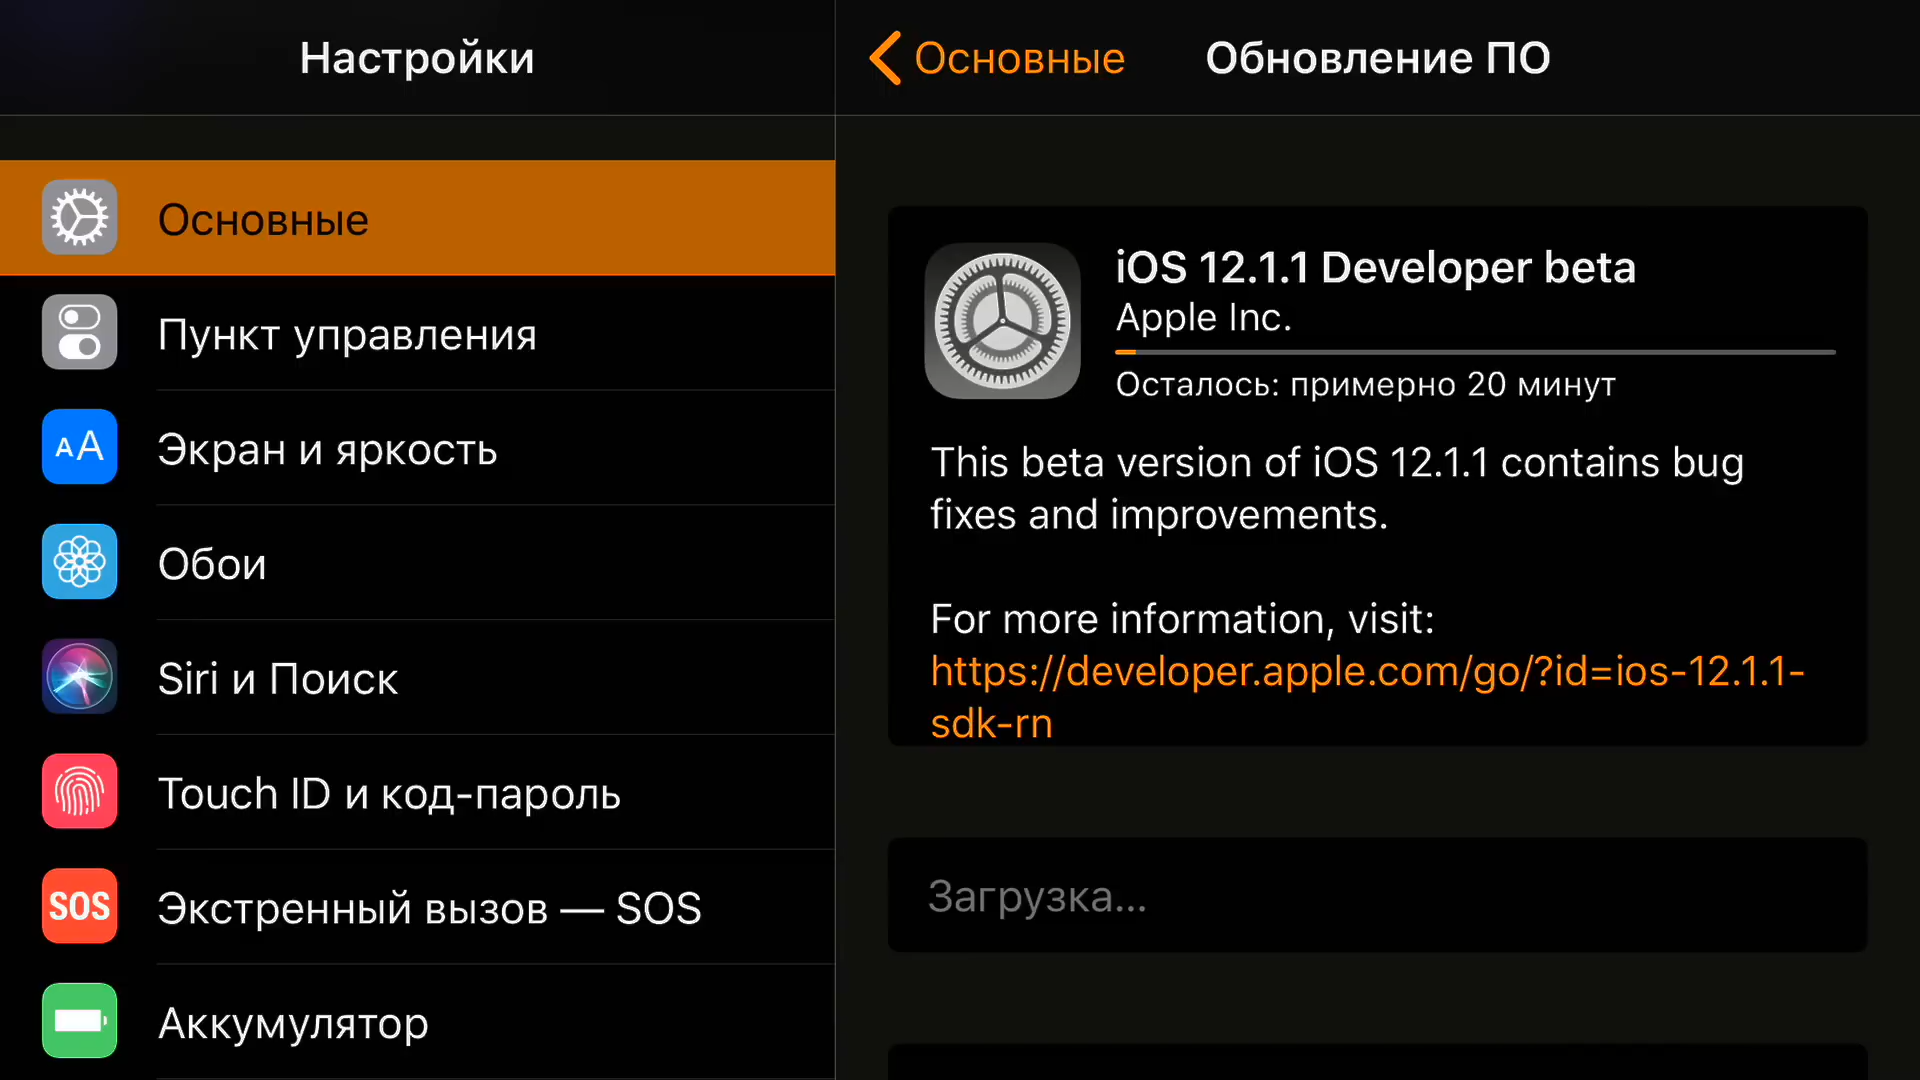 Настройки
Основные
Пункт управления
AA Экран и яркость
Обои
Siri и Поиск
Touch ID и код-пароль
SOS Экстренный вызов — SOS
Аккумулятор
Основные
Обновление ПО
iOS 12.1.1 Developer beta
Apple Inc.
Осталось: примерно 20 минут
This beta version of iOS 12.1.1 contains bug
fixes and improvements.
For more information, visit:
https://developer.apple.com/go/?id=ios-12.1.1-
sdk-rn
Загрузка...